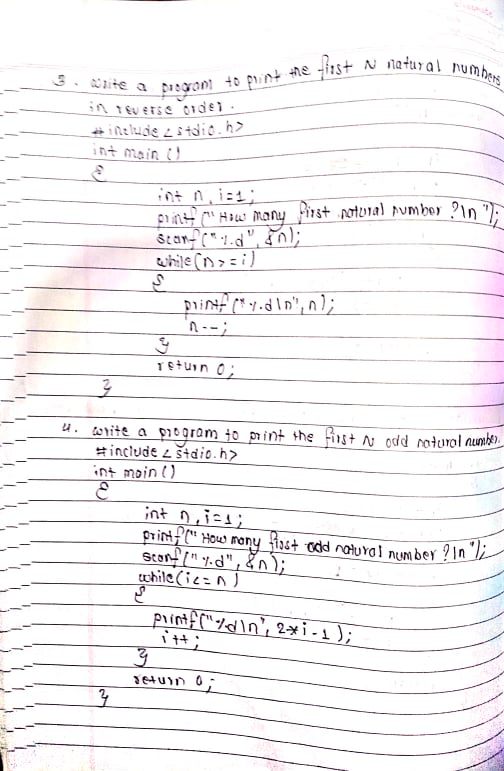 3. write a program to print the first N natural numbers
in reverse order.
#include <stdio.h>
int main ()
{
int n, i=1;
printf ("How many first natural number ?\n");
scanf("%d", &n);
while(n>=i)
{
printf ("%d\n", n);
n--;
}
return 0;
}
4. write a program to print the first N odd natural number.
#include <stdio.h>
int main ()
{
int n, i=1;
printf("How many first odd natural number ?\n");
scanf("%d", &n);
while(i<=n)
{
printf("%d\n", 2*i-1);
i++;
}
return 0;
}